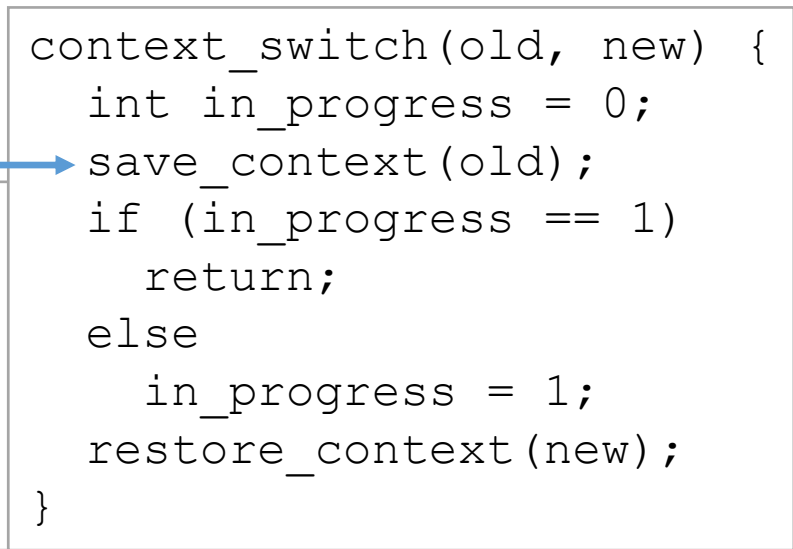 context_switch(old, new) {
  int in_progress = 0;
  save_context(old);
  if (in_progress == 1)
    return;
  else
    in_progress = 1;
  restore_context(new);
}